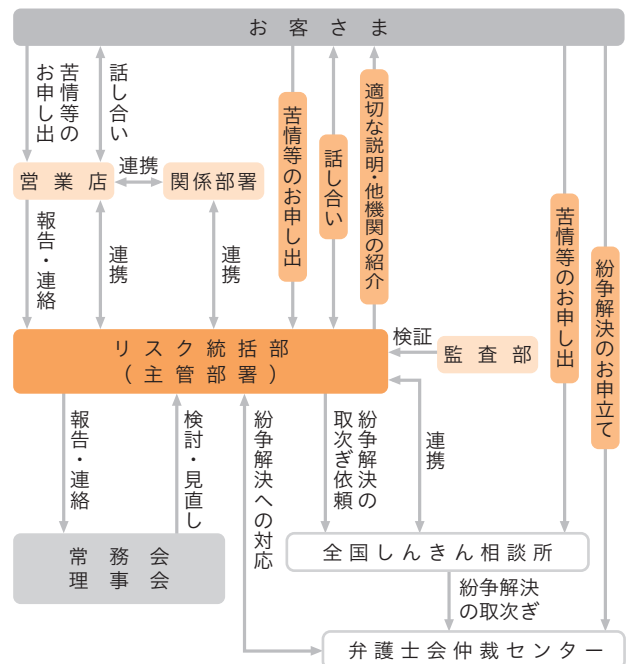 お客さま
苦情等の
お申し出
話し合い
苦情等のお申し出
話し合い
適切な説明・他機関の紹介
苦情等のお申し出
紛争解決のお申立て
営業店
連携
関係部署
報告・連絡
連携
連携
リスク統括部
（主管部署）
検証
監査部
報告・連絡
検討・見直し
紛争解決への対応
紛争解決の
取次ぎ依頼
連携
常務会
理事会
全国しんきん相談所
紛争解決
の取次ぎ
弁護士会仲裁センター